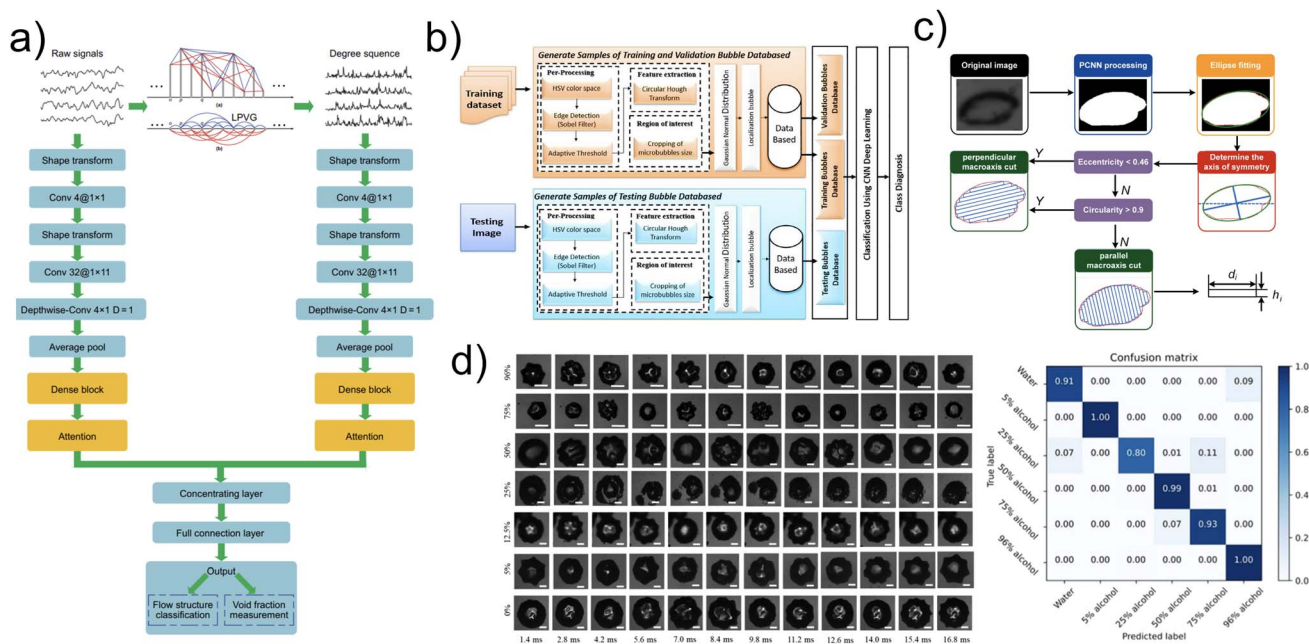 a)
Raw signals
Degree squence
(a)
LPVG
(b)
Shape transform
Conv 4@1×1
Shape transform
Conv 32@1×11
Depthwise-Conv 4×1 D = 1
Average pool
Dense block
Attention
Shape transform
Conv 4@1×1
Shape transform
Conv 32@1×11
Depthwise-Conv 4×1 D = 1
Average pool
Dense block
Attention
Concentrating layer
Full connection layer
Output
Flow structure
classification
Void fraction
measurement
b)
Training
dataset
Generate Samples of Training and Validation Bubble Databased
Per-Processing
HSV color space
Edge Detection
(Sobel Filter)
Adaptive Threshold
Feature extraction
Circular Hough
Transform
Region of interest
Cropping of
microbubbles size
Gaussian Normal Distribution
Localization bubble
Data
Based
Testing
Image
Generate Samples of Testing Bubble Databased
Per-Processing
HSV color space
Edge Detection
(Sobel Filter)
Adaptive Threshold
Feature extraction
Circular Hough
Transform
Region of interest
Cropping of
microbubbles size
Gaussian Normal Distribution
Localization bubble
Data
Based
Validation Bubbles
Database
Training Bubbles
Database
Testing Bubbles
Database
Classification Using CNN Deep Learning
Class Diagnosis
c)
Original image
PCNN processing
Ellipse fitting
Determine the
axis of symmetry
Eccentricity < 0.46
Y
perpendicular
macroaxis cut
N
Circularity > 0.9
Y
N
parallel
macroaxis cut
d_i
h_i
d)
96%
75%
50%
25%
12.5%
5%
0%
1.4 ms 2.8 ms 4.2 ms 5.6 ms 7.0 ms 8.4 ms 9.8 ms 11.2 ms 12.6 ms 14.0 ms 15.4 ms 16.8 ms
Confusion matrix
True label
Water 0.91 0.00 0.00 0.00 0.00 0.09
5% alcohol 0.00 1.00 0.00 0.00 0.00 0.00
25% alcohol 0.07 0.00 0.80 0.01 0.11 0.00
50% alcohol 0.00 0.00 0.00 0.99 0.01 0.00
75% alcohol 0.00 0.00 0.00 0.07 0.93 0.00
96% alcohol 0.00 0.00 0.00 0.00 0.00 1.00
Water 5% alcohol 25% alcohol 50% alcohol 75% alcohol 96% alcohol
Predicted label
1.0
0.8
0.6
0.4
0.2
0.0